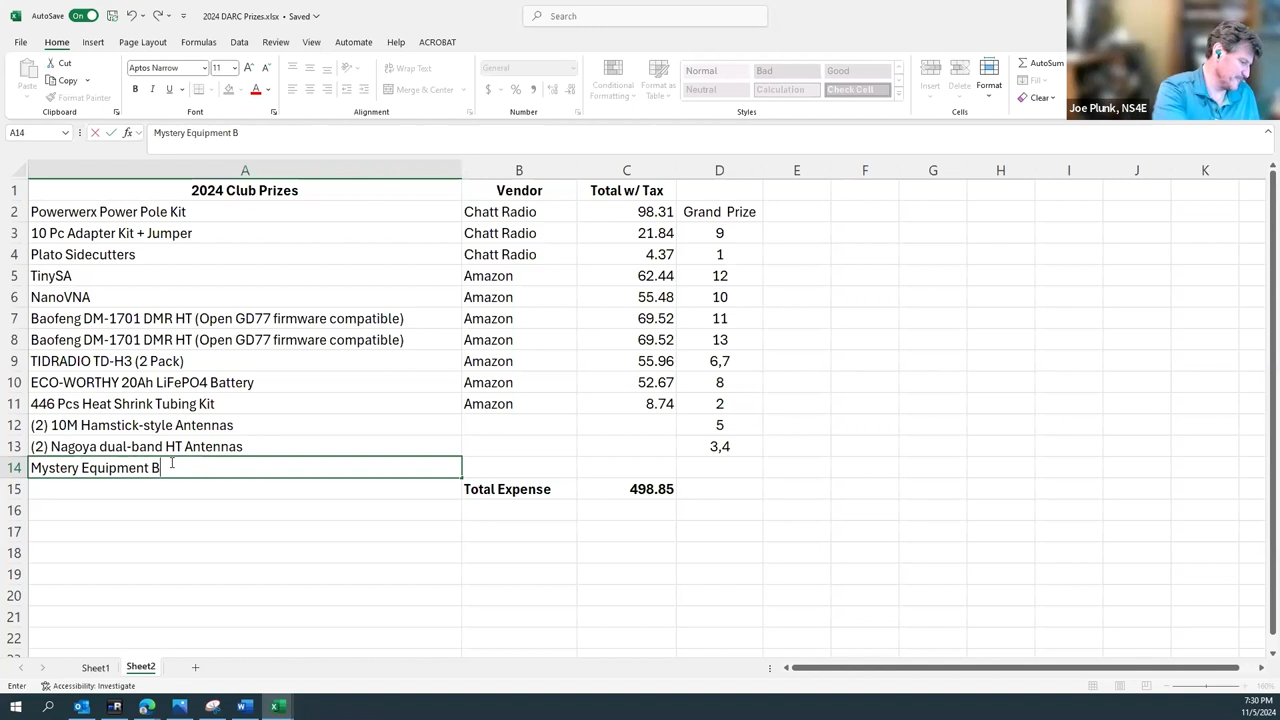 AutoSave On 2024 DARC Prizes.xlsx • Saved Search
File Home Insert Page Layout Formulas Data Review View Automate Help ACROBAT
Paste Cut Copy Format Painter Clipboard
Aptos Narrow 11 B I U A Font
Wrap Text Merge & Center Alignment
General $ % Number
Conditional Formatting Format as Table
Normal Bad Good
Neutral Calculation Check Cell
Styles
Insert Delete Format Cells
AutoSum Fill Clear
Joe Plunk, NS4E
A14 fx Mystery Equipment B
A B C D E F G H I J K
1 2024 Club Prizes Vendor Total w/ Tax
2 Powerwerx Power Pole Kit Chatt Radio 98.31 Grand Prize
3 10 Pc Adapter Kit + Jumper Chatt Radio 21.84 9
4 Plato Sidecutters Chatt Radio 4.37 1
5 TinySA Amazon 62.44 12
6 NanoVNA Amazon 55.48 10
7 Baofeng DM-1701 DMR HT (Open GD77 firmware compatible) Amazon 69.52 11
8 Baofeng DM-1701 DMR HT (Open GD77 firmware compatible) Amazon 69.52 13
9 TIDRADIO TD-H3 (2 Pack) Amazon 55.96 6,7
10 ECO-WORTHY 20Ah LiFePO4 Battery Amazon 52.67 8
11 446 Pcs Heat Shrink Tubing Kit Amazon 8.74 2
12 (2) 10M Hamstick-style Antennas 5
13 (2) Nagoya dual-band HT Antennas 3,4
14 Mystery Equipment B
15 Total Expense 498.85
16
17
18
19
20
21
22
Sheet1 Sheet2
Enter Accessibility: Investigate 160%
7:30 PM
11/5/2024